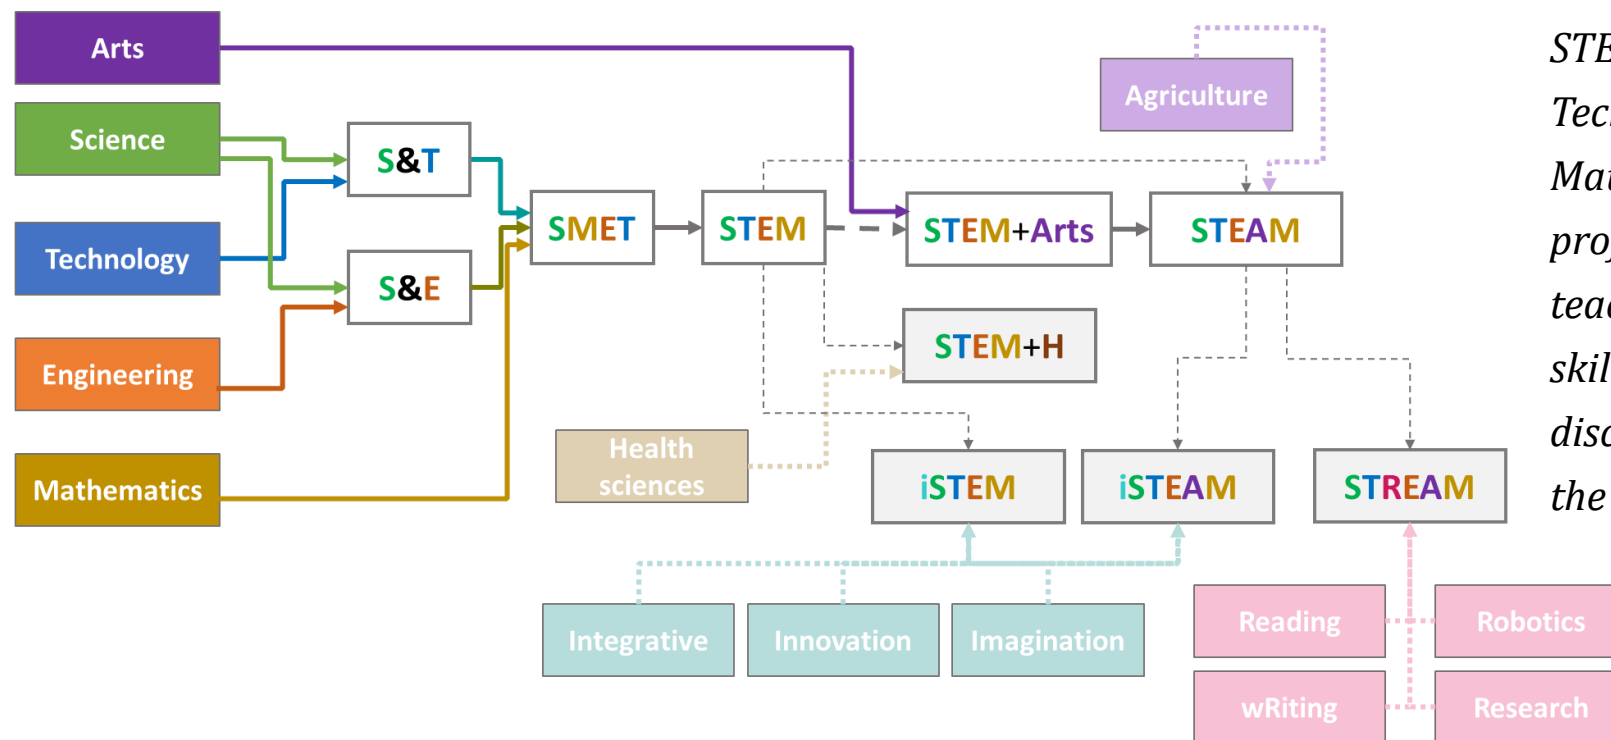 Arts
Science
Technology
Engineering
Mathematics
S&T
S&E
SMET
STEM
STEM+Arts
STEAM
Agriculture
STEM+H
Health
sciences
iSTEM
iSTEAM
STREAM
Integrative
Innovation
Imagination
Reading
Robotics
wRiting
Research
the